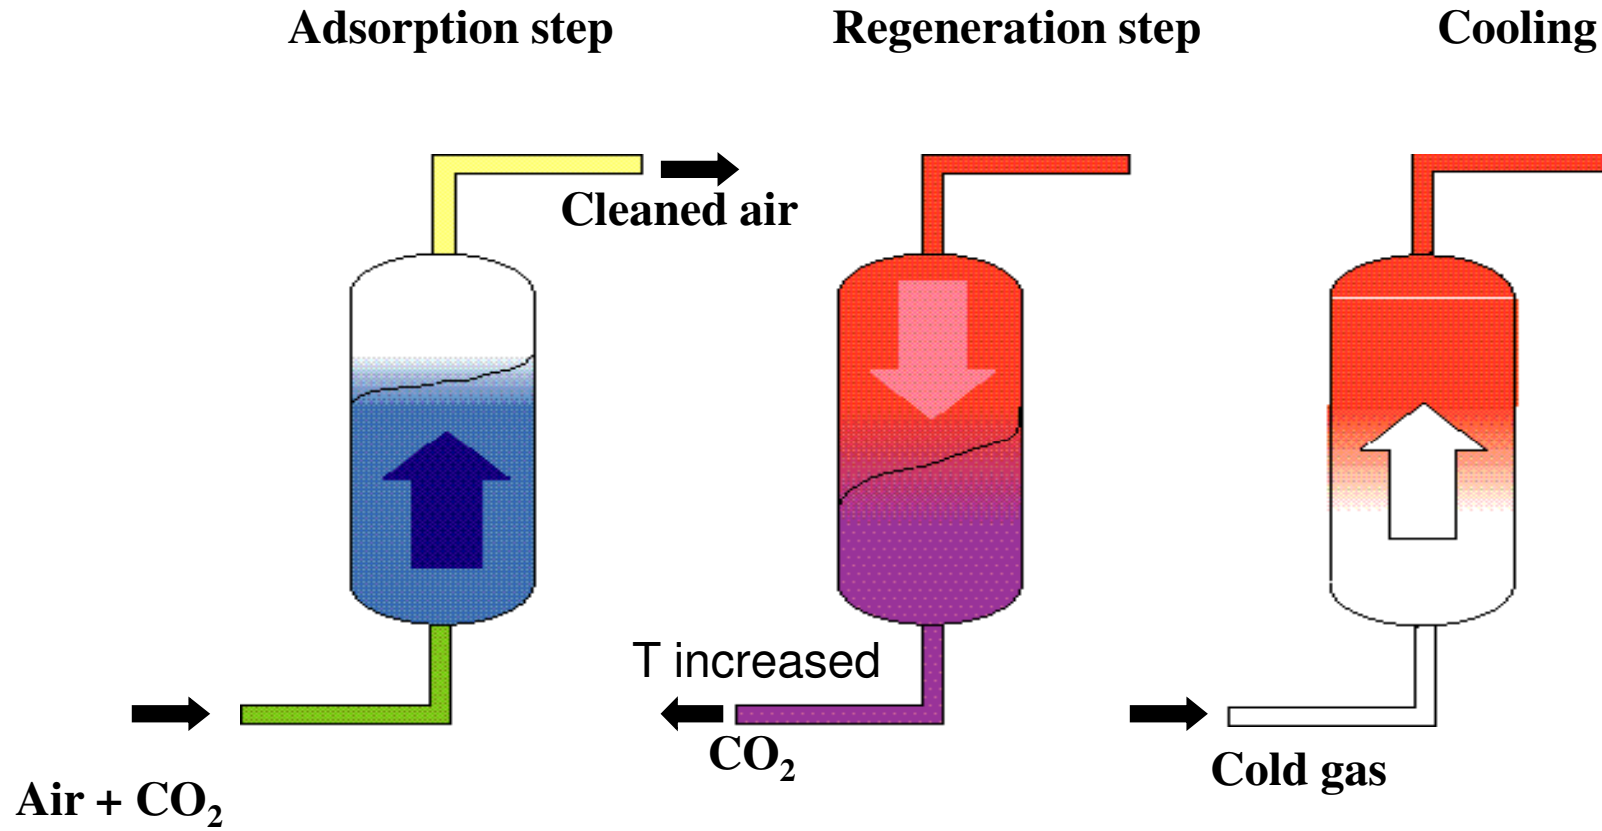 Adsorption step
Regeneration step
Cooling
Cleaned air
T increased
CO₂
Cold gas
Air + CO₂